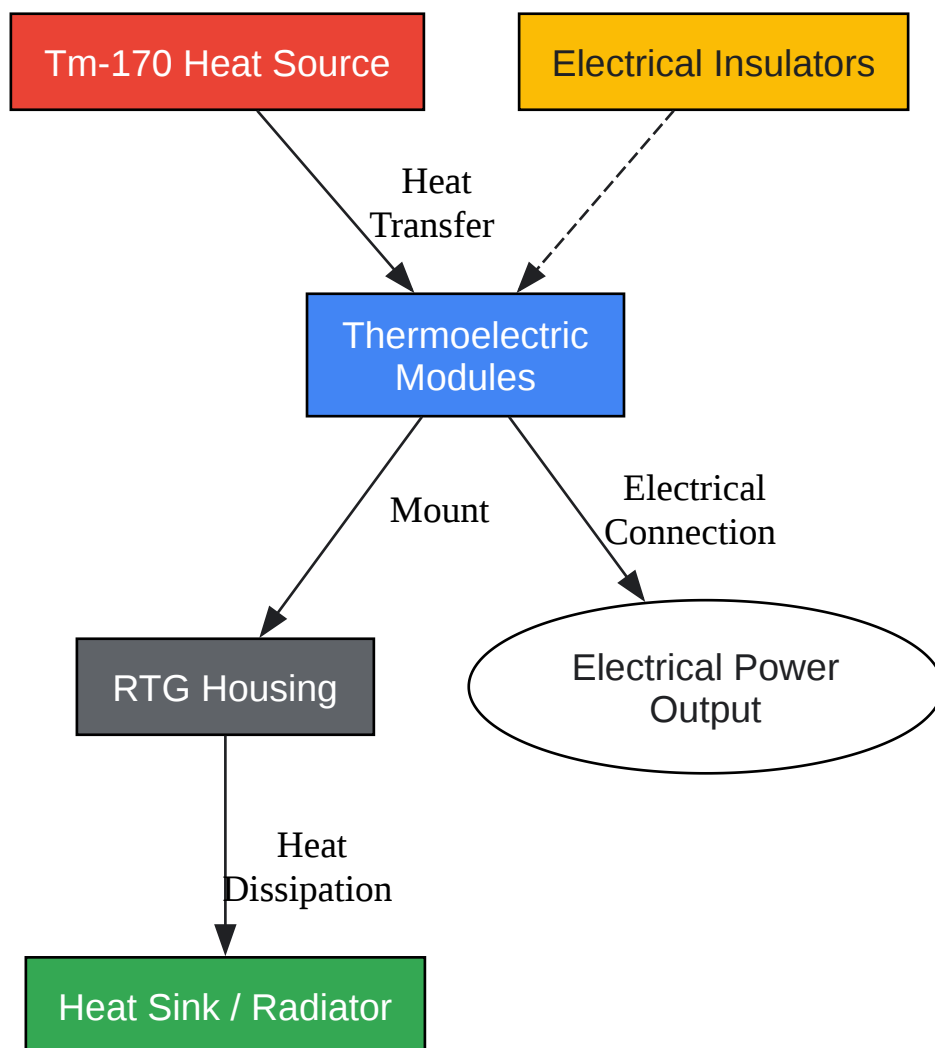 Tm-170 Heat Source
Electrical Insulators
Heat
Transfer
Thermoelectric
Modules
Mount
Electrical
Connection
RTG Housing
Electrical Power
Output
Heat
Dissipation
Heat Sink / Radiator